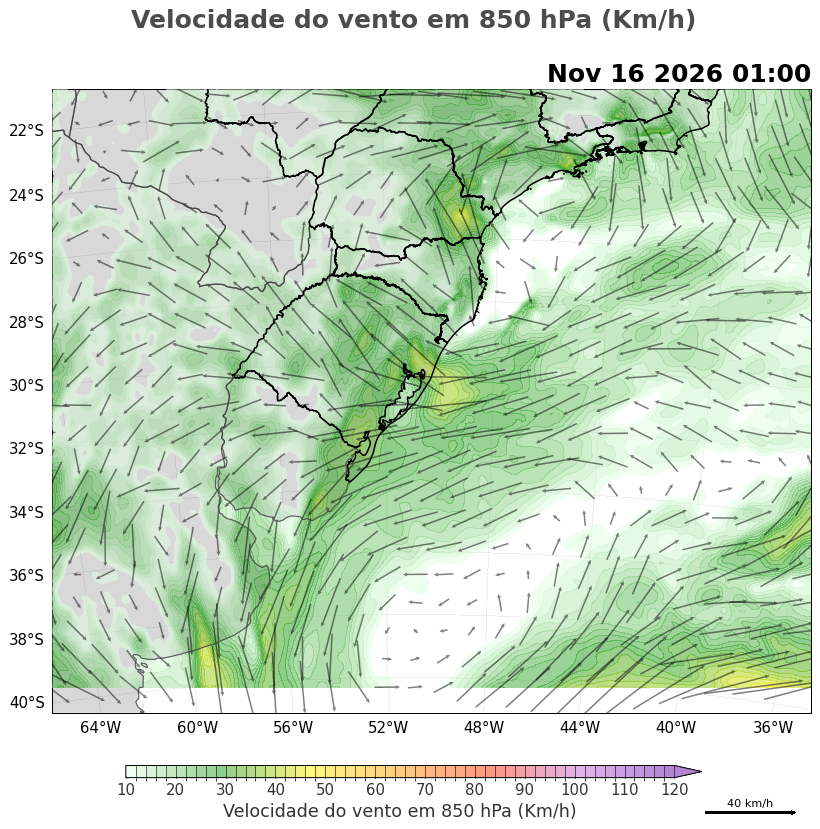 Velocidade do vento em 850 hPa (Km/h)
Nov 16 2026 01:00
22°S
24°S
26°S
28°S
30°S
32°S
34°S
36°S
38°S
40°S
64°W 60°W 56°W 52°W 48°W 44°W 40°W 36°W
10 20 30 40 50 60 70 80 90 100 110 120
Velocidade do vento em 850 hPa (Km/h)
40 km/h